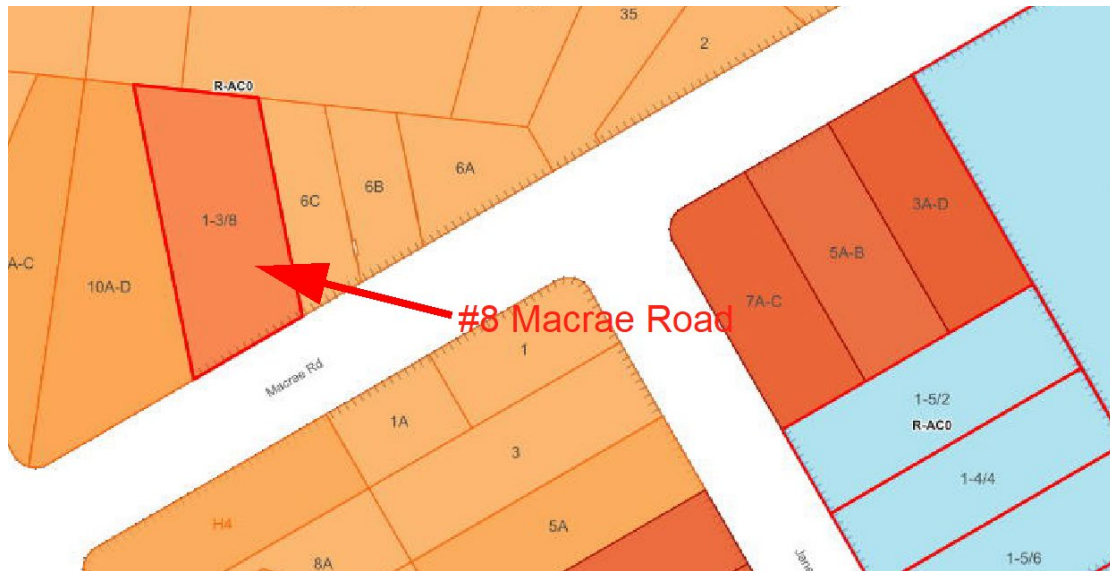 35
2
R-AC0
6A
6B
6C
1-3/8
3A-D
5A-B
A-C
10A-D
7A-C
#8 Macrae Road
1
Macrae Rd
1-5/2
R-AC0
1A
3
1-4/4
H4
5A
8A
1-5/6